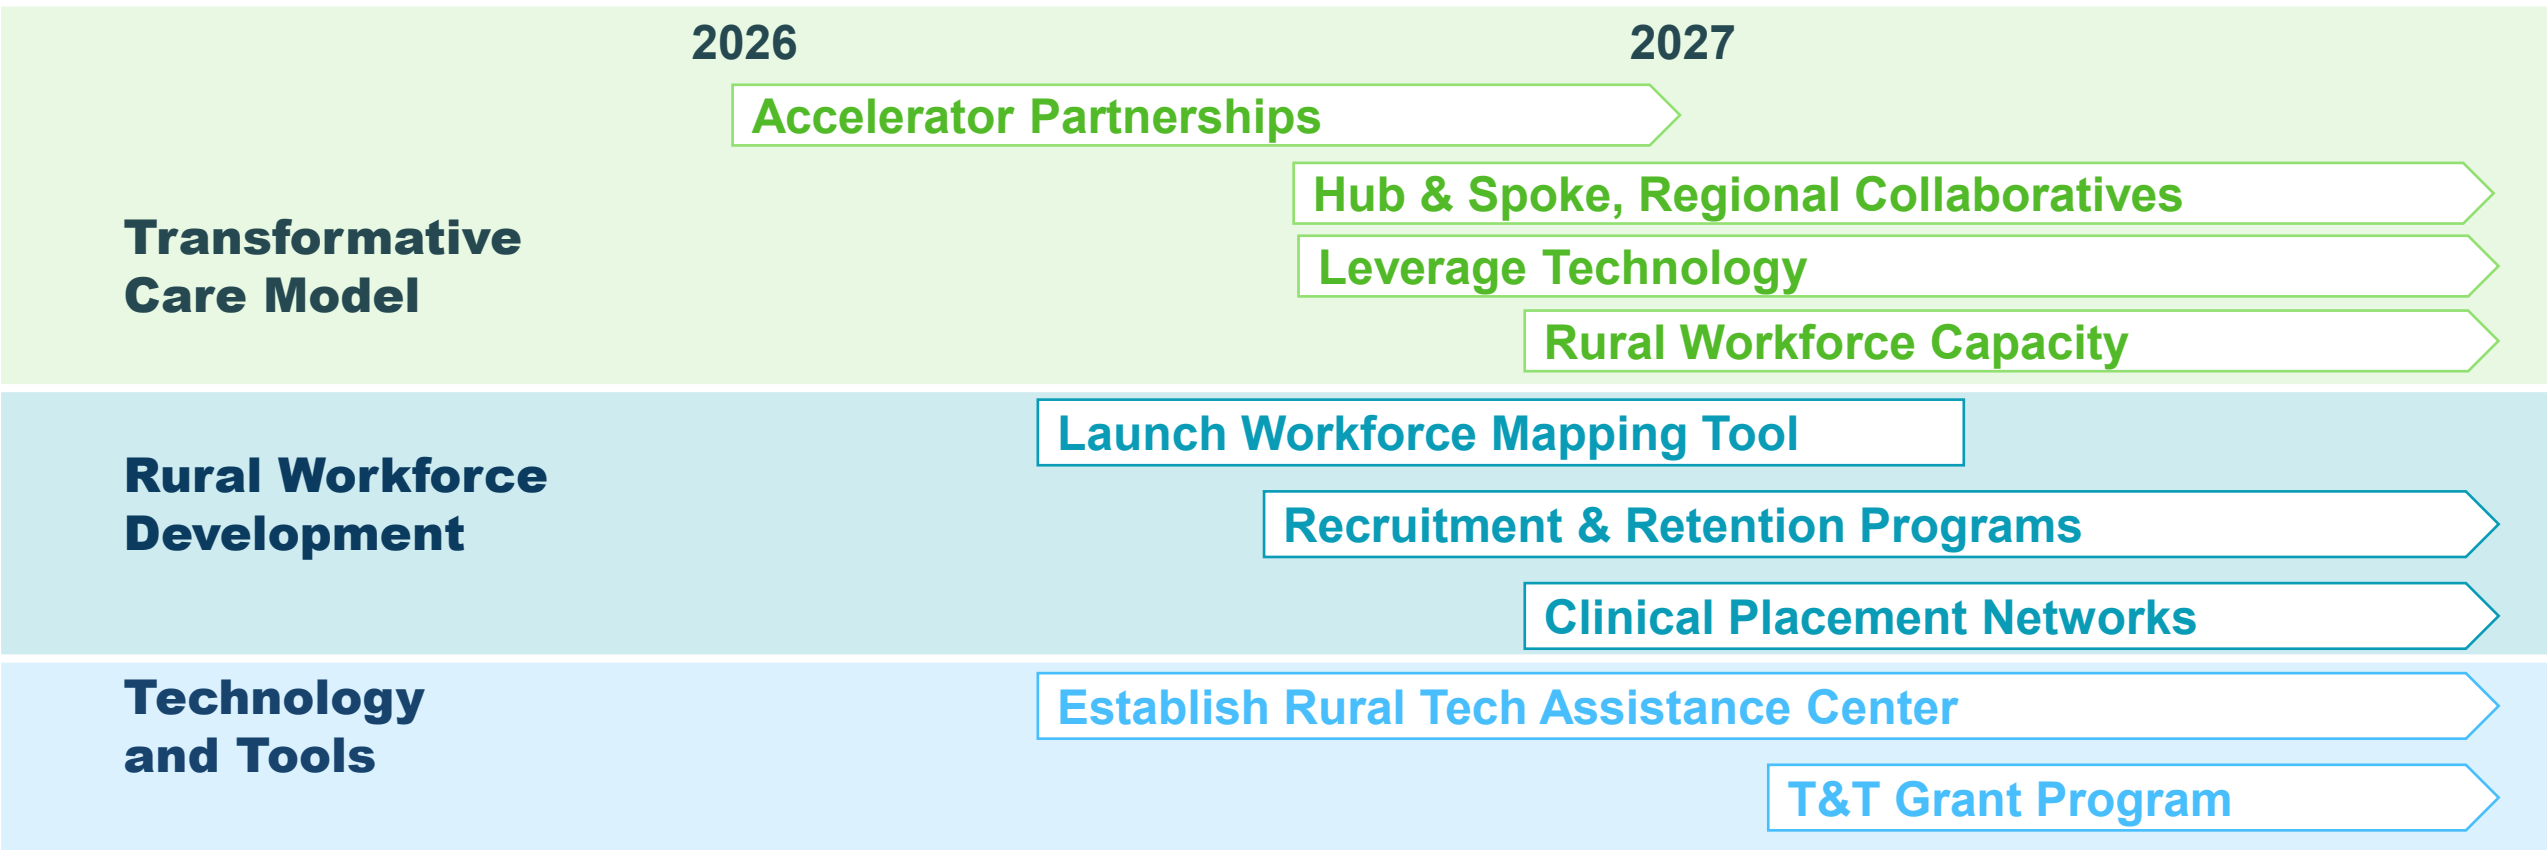 2026
2027
Accelerator Partnerships
Hub & Spoke, Regional Collaboratives
Transformative
Care Model
Leverage Technology
Rural Workforce Capacity
Launch Workforce Mapping Tool
Rural Workforce
Development
Recruitment & Retention Programs
Clinical Placement Networks
Technology
and Tools
Establish Rural Tech Assistance Center
T&T Grant Program